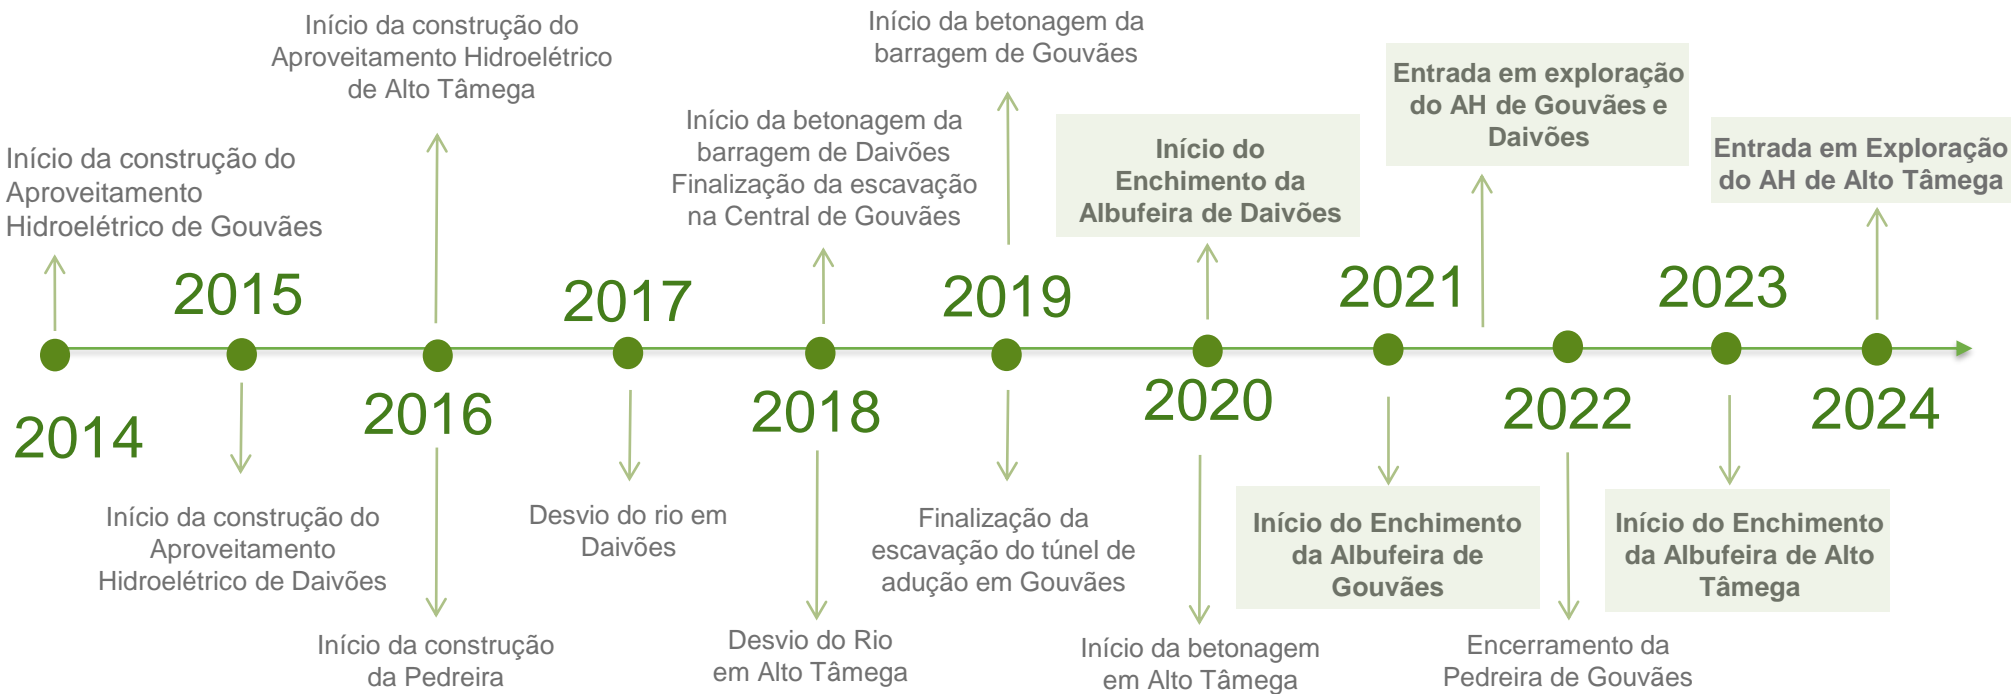 Início da construção do
Aproveitamento Hidroelétrico
de Alto Tâmega
Início da betonagem da
barragem de Gouvães
Entrada em exploração
do AH de Gouvães e
Daivões
Início da betonagem da
barragem de Daivões
Finalização da escavação
na Central de Gouvães
Início do
Enchimento da
Albufeira de Daivões
Entrada em Exploração
do AH de Alto Tâmega
Início da construção do
Aproveitamento
Hidroelétrico de Gouvães
2015
2017
2019
2021
2023
2014
2016
2018
2020
2022
2024
Início da construção do
Aproveitamento
Hidroelétrico de Daivões
Desvio do rio em
Daivões
Finalização da
escavação do túnel de
adução em Gouvães
Início do Enchimento
da Albufeira de
Gouvães
Início do Enchimento
da Albufeira de Alto
Tâmega
Início da construção
da Pedreira
Desvio do Rio
em Alto Tâmega
Início da betonagem
em Alto Tâmega
Encerramento da
Pedreira de Gouvães